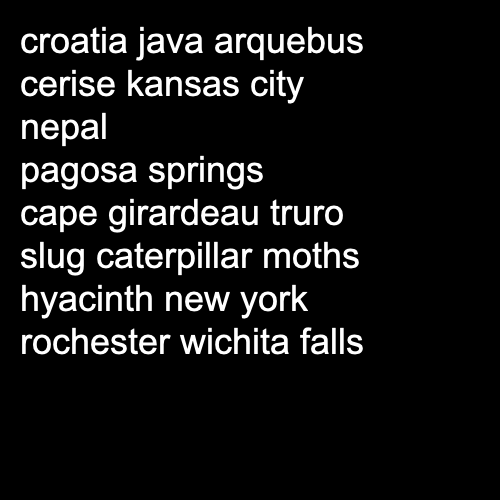 croatia java arquebus
cerise kansas city
nepal
pagosa springs
cape girardeau truro
slug caterpillar moths
hyacinth new york
rochester wichita falls